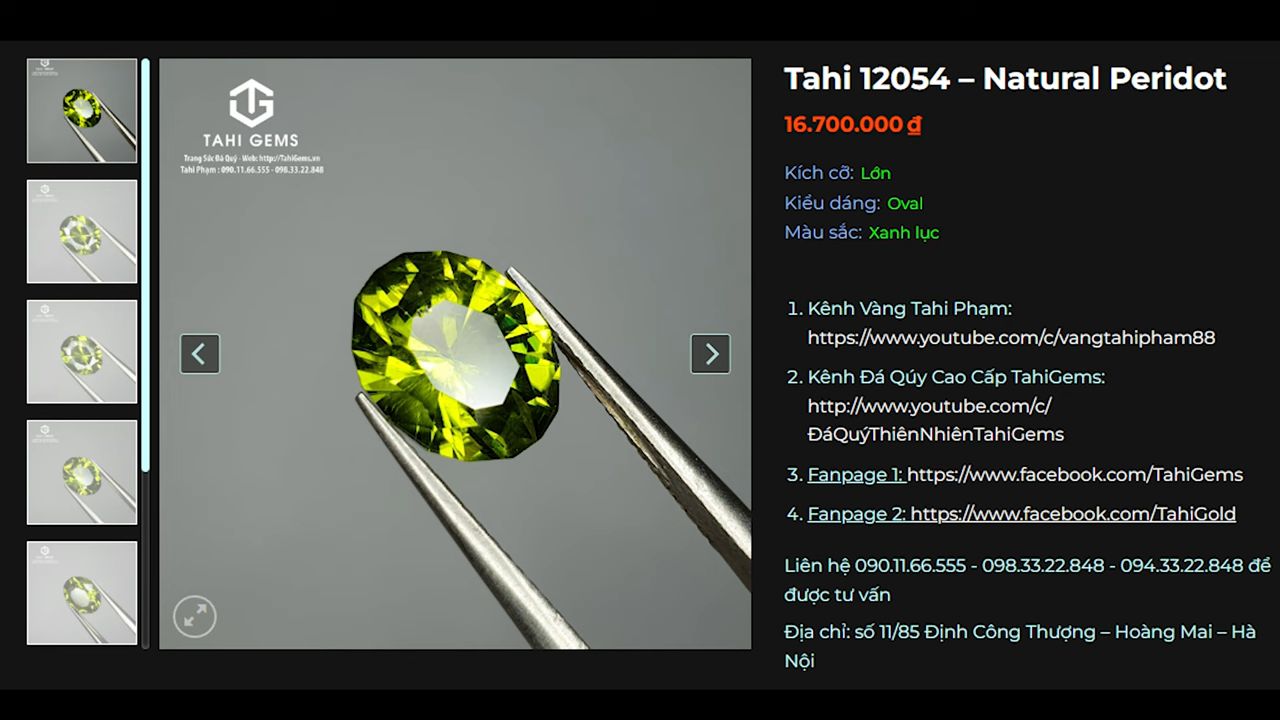 TAHI GEMS
Trang Sức Đá Quý - Web: http://TahiGems.vn
Tahi Phạm : 090.11.66.555 - 098.33.22.848
Tahi 12054 – Natural Peridot
16.700.000 ₫
Kích cỡ: Lớn
Kiểu dáng: Oval
Màu sắc: Xanh lục
1. Kênh Vàng Tahi Phạm:
https://www.youtube.com/c/vangtahipham88
2. Kênh Đá Qúy Cao Cấp TahiGems:
http://www.youtube.com/c/
ĐáQuýThiênNhiênTahiGems
3. Fanpage 1: https://www.facebook.com/TahiGems
4. Fanpage 2: https://www.facebook.com/TahiGold
Liên hệ 090.11.66.555 - 098.33.22.848 - 094.33.22.848 để
được tư vấn
Địa chỉ: số 11/85 Định Công Thượng – Hoàng Mai – Hà
Nội